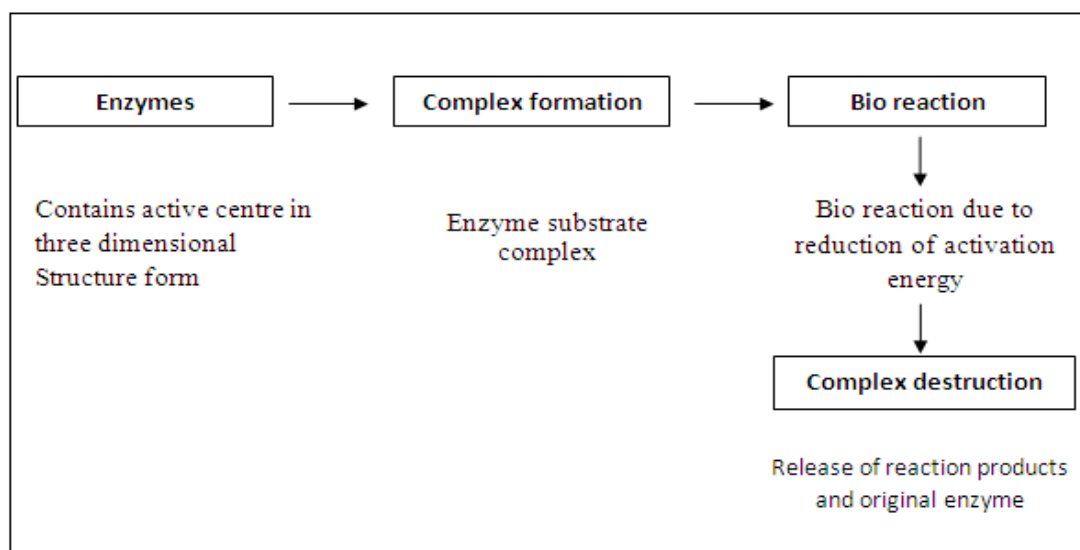 Enzymes
Complex formation
Bio reaction
Contains active centre in
three dimensional
Structure form
Enzyme substrate
complex
Bio reaction due to
reduction of activation
energy
Complex destruction
Release of reaction products
and original enzyme